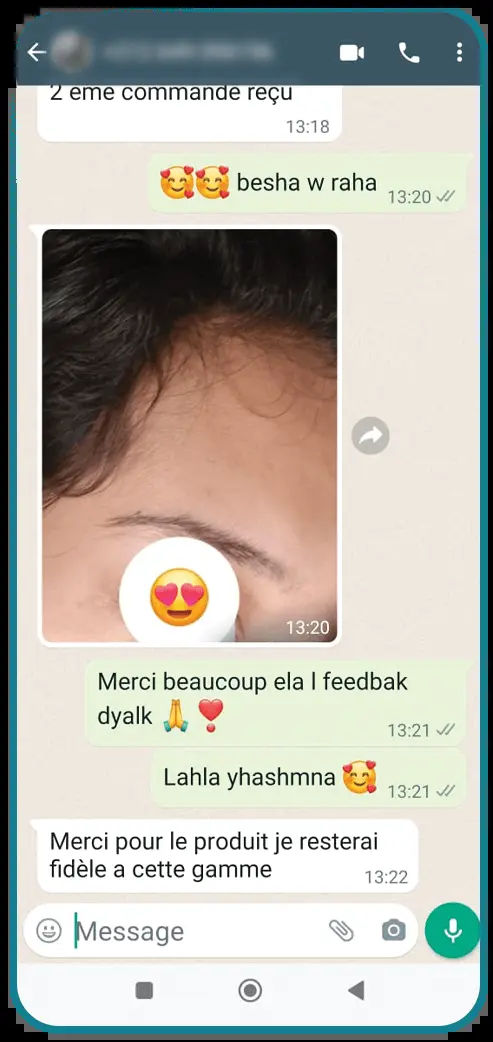 2 eme commande reçu
13:18
🥰🥰 besha w raha
13:20
13:20
Merci beaucoup ela l feedbak
dyalk 🙏❣️
13:21
Lahla yhashmna 🥰
13:21
Merci pour le produit je resterai
fidèle a cette gamme
13:22
Message